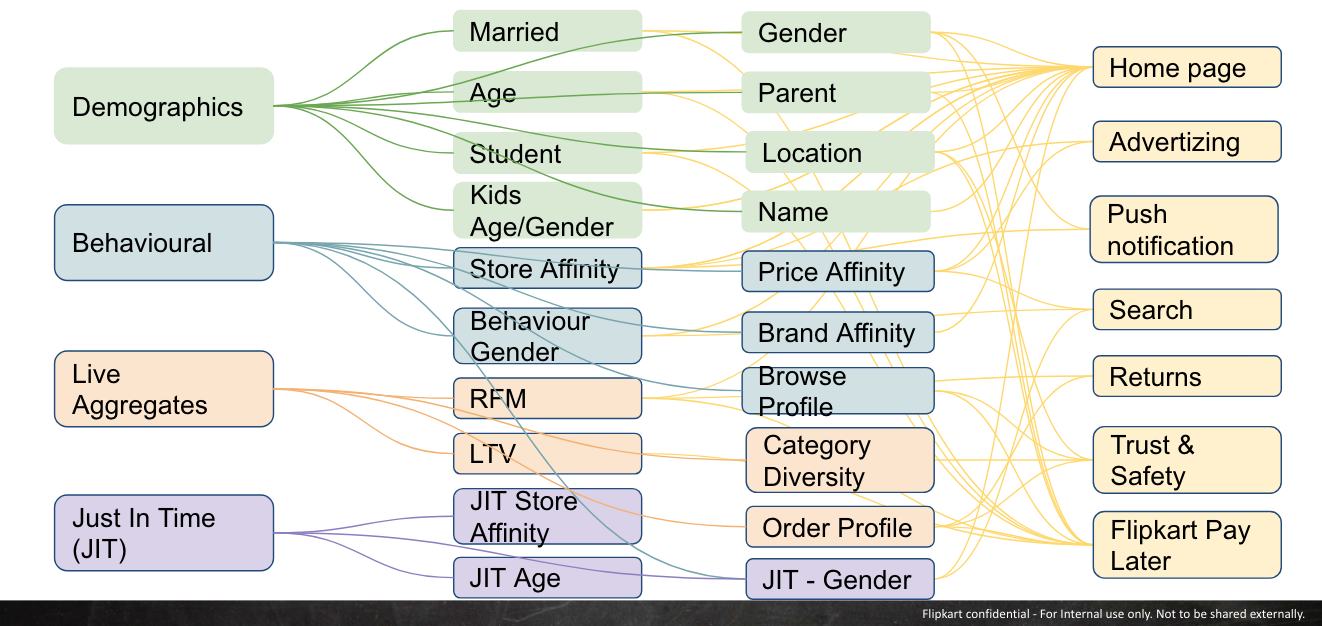 Demographics
Behavioural
Live
Aggregates
Just In Time
(JIT)
Married
Age
Student
Kids
Age/Gender
Store Affinity
Behaviour
Gender
RFM
LTV
JIT Store
Affinity
JIT Age
Gender
Parent
Location
Name
Price Affinity
Brand Affinity
Browse
Profile
Category
Diversity
Order Profile
JIT - Gender
Home page
Advertizing
Push
notification
Search
Returns
Trust &
Safety
Flipkart Pay
Later
Flipkart confidential - For Internal use only. Not to be shared externally.